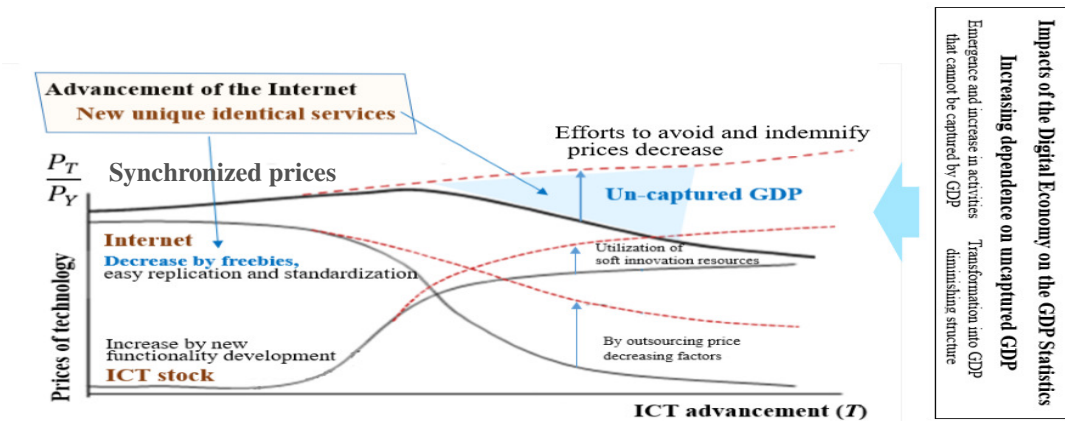 Advancement of the Internet
New unique identical services
Efforts to avoid and indemnify
prices decrease
P_T
P_Y
Synchronized prices
Un-captured GDP
Internet
Decrease by freebies,
easy replication and standardization
Utilization of
soft innovation resources
Prices of technology
Increase by new
functionality development
ICT stock
By outsourcing price
decreasing factors
ICT advancement (T)
Impacts of the Digital Economy on the GDP Statistics
Increasing dependence on uncaptured GDP
Emergence and increase in activities
that cannot be captured by GDP
Transformation into GDP
diminishing structure